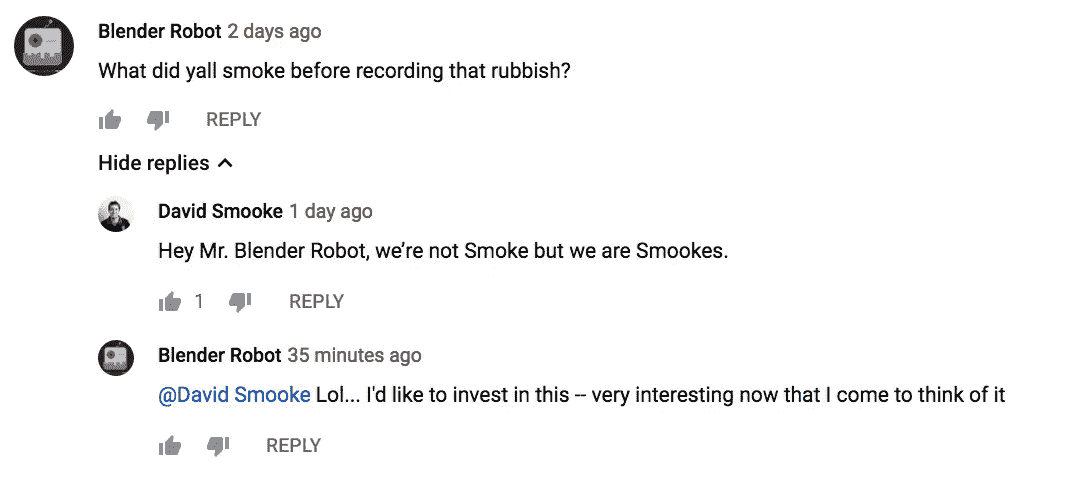 Blender Robot 2 days ago
What did yall smoke before recording that rubbish?
REPLY
Hide replies
David Smooke 1 day ago
Hey Mr. Blender Robot, we’re not Smoke but we are Smookes.
1 REPLY
Blender Robot 35 minutes ago
@David Smooke Lol... I'd like to invest in this -- very interesting now that I come to think of it
REPLY